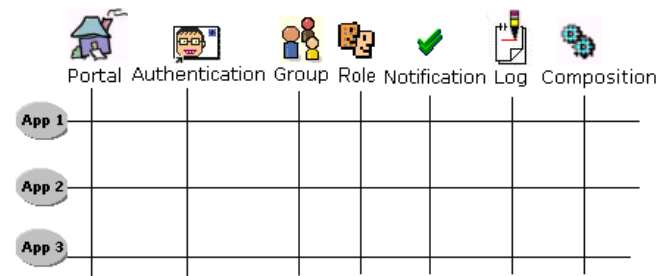 Portal Authentication Group Role Notification Log Composition
App 1
App 2
App 3